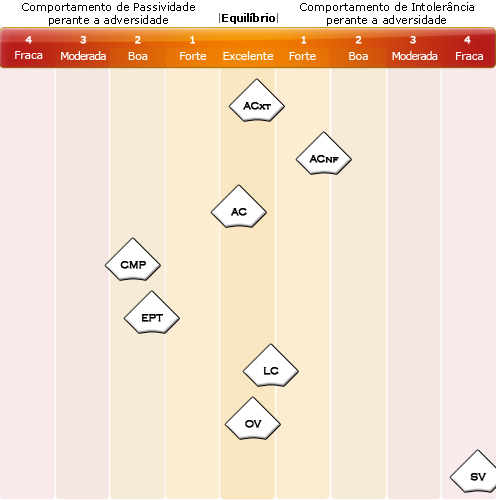 Comportamento de Passividade
perante a adversidade
|Equilíbrio|
Comportamento de Intolerância
perante a adversidade
4 3 2 1 1 2 3 4
Fraca Moderada Boa Forte Excelente Forte Boa Moderada Fraca
ACXT
ACNF
AC
CMP
EPT
LC
OV
SV